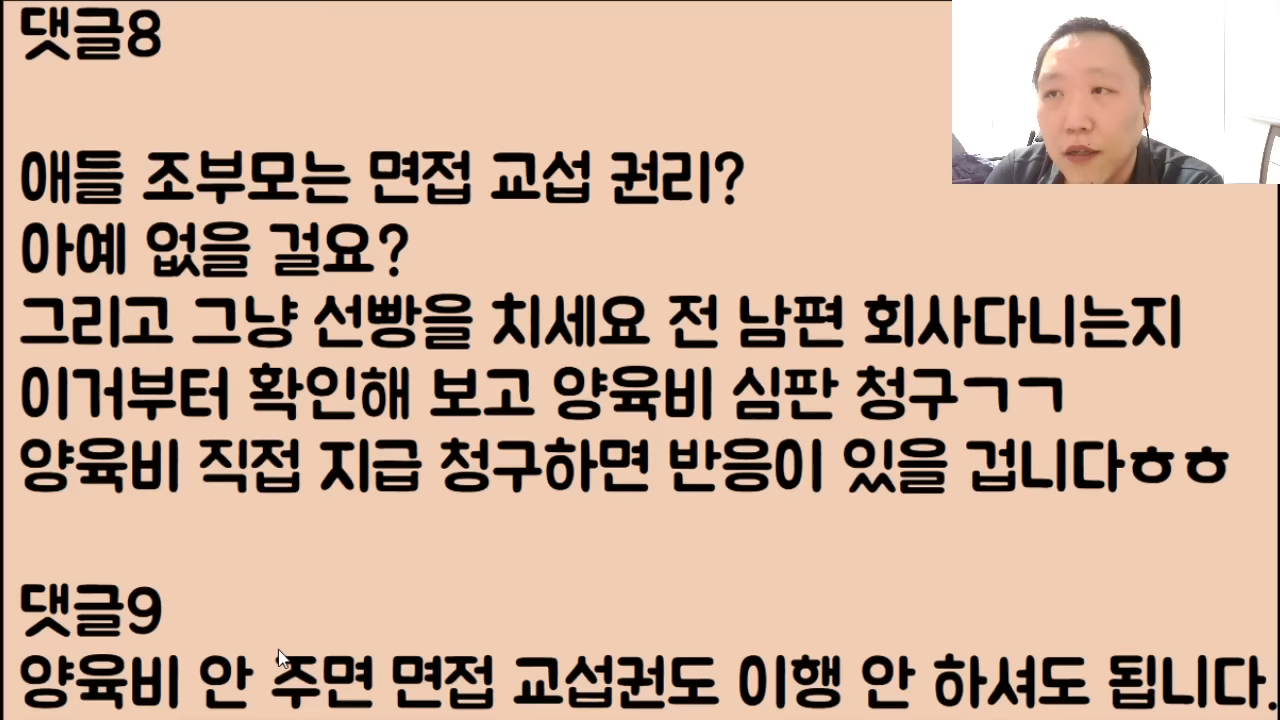 댓글8
애들 조부모는 면접 교섭 권리?
아예 없을 걸요?
그리고 그냥 선빵을 치세요 전 남편 회사다니는지
이거부터 확인해 보고 양육비 심판 청구ㄱㄱ
양육비 직접 지급 청구하면 반응이 있을 겁니다ㅎㅎ
댓글9
양육비 안 주면 면접 교섭권도 이행 안 하셔도 됩니다.